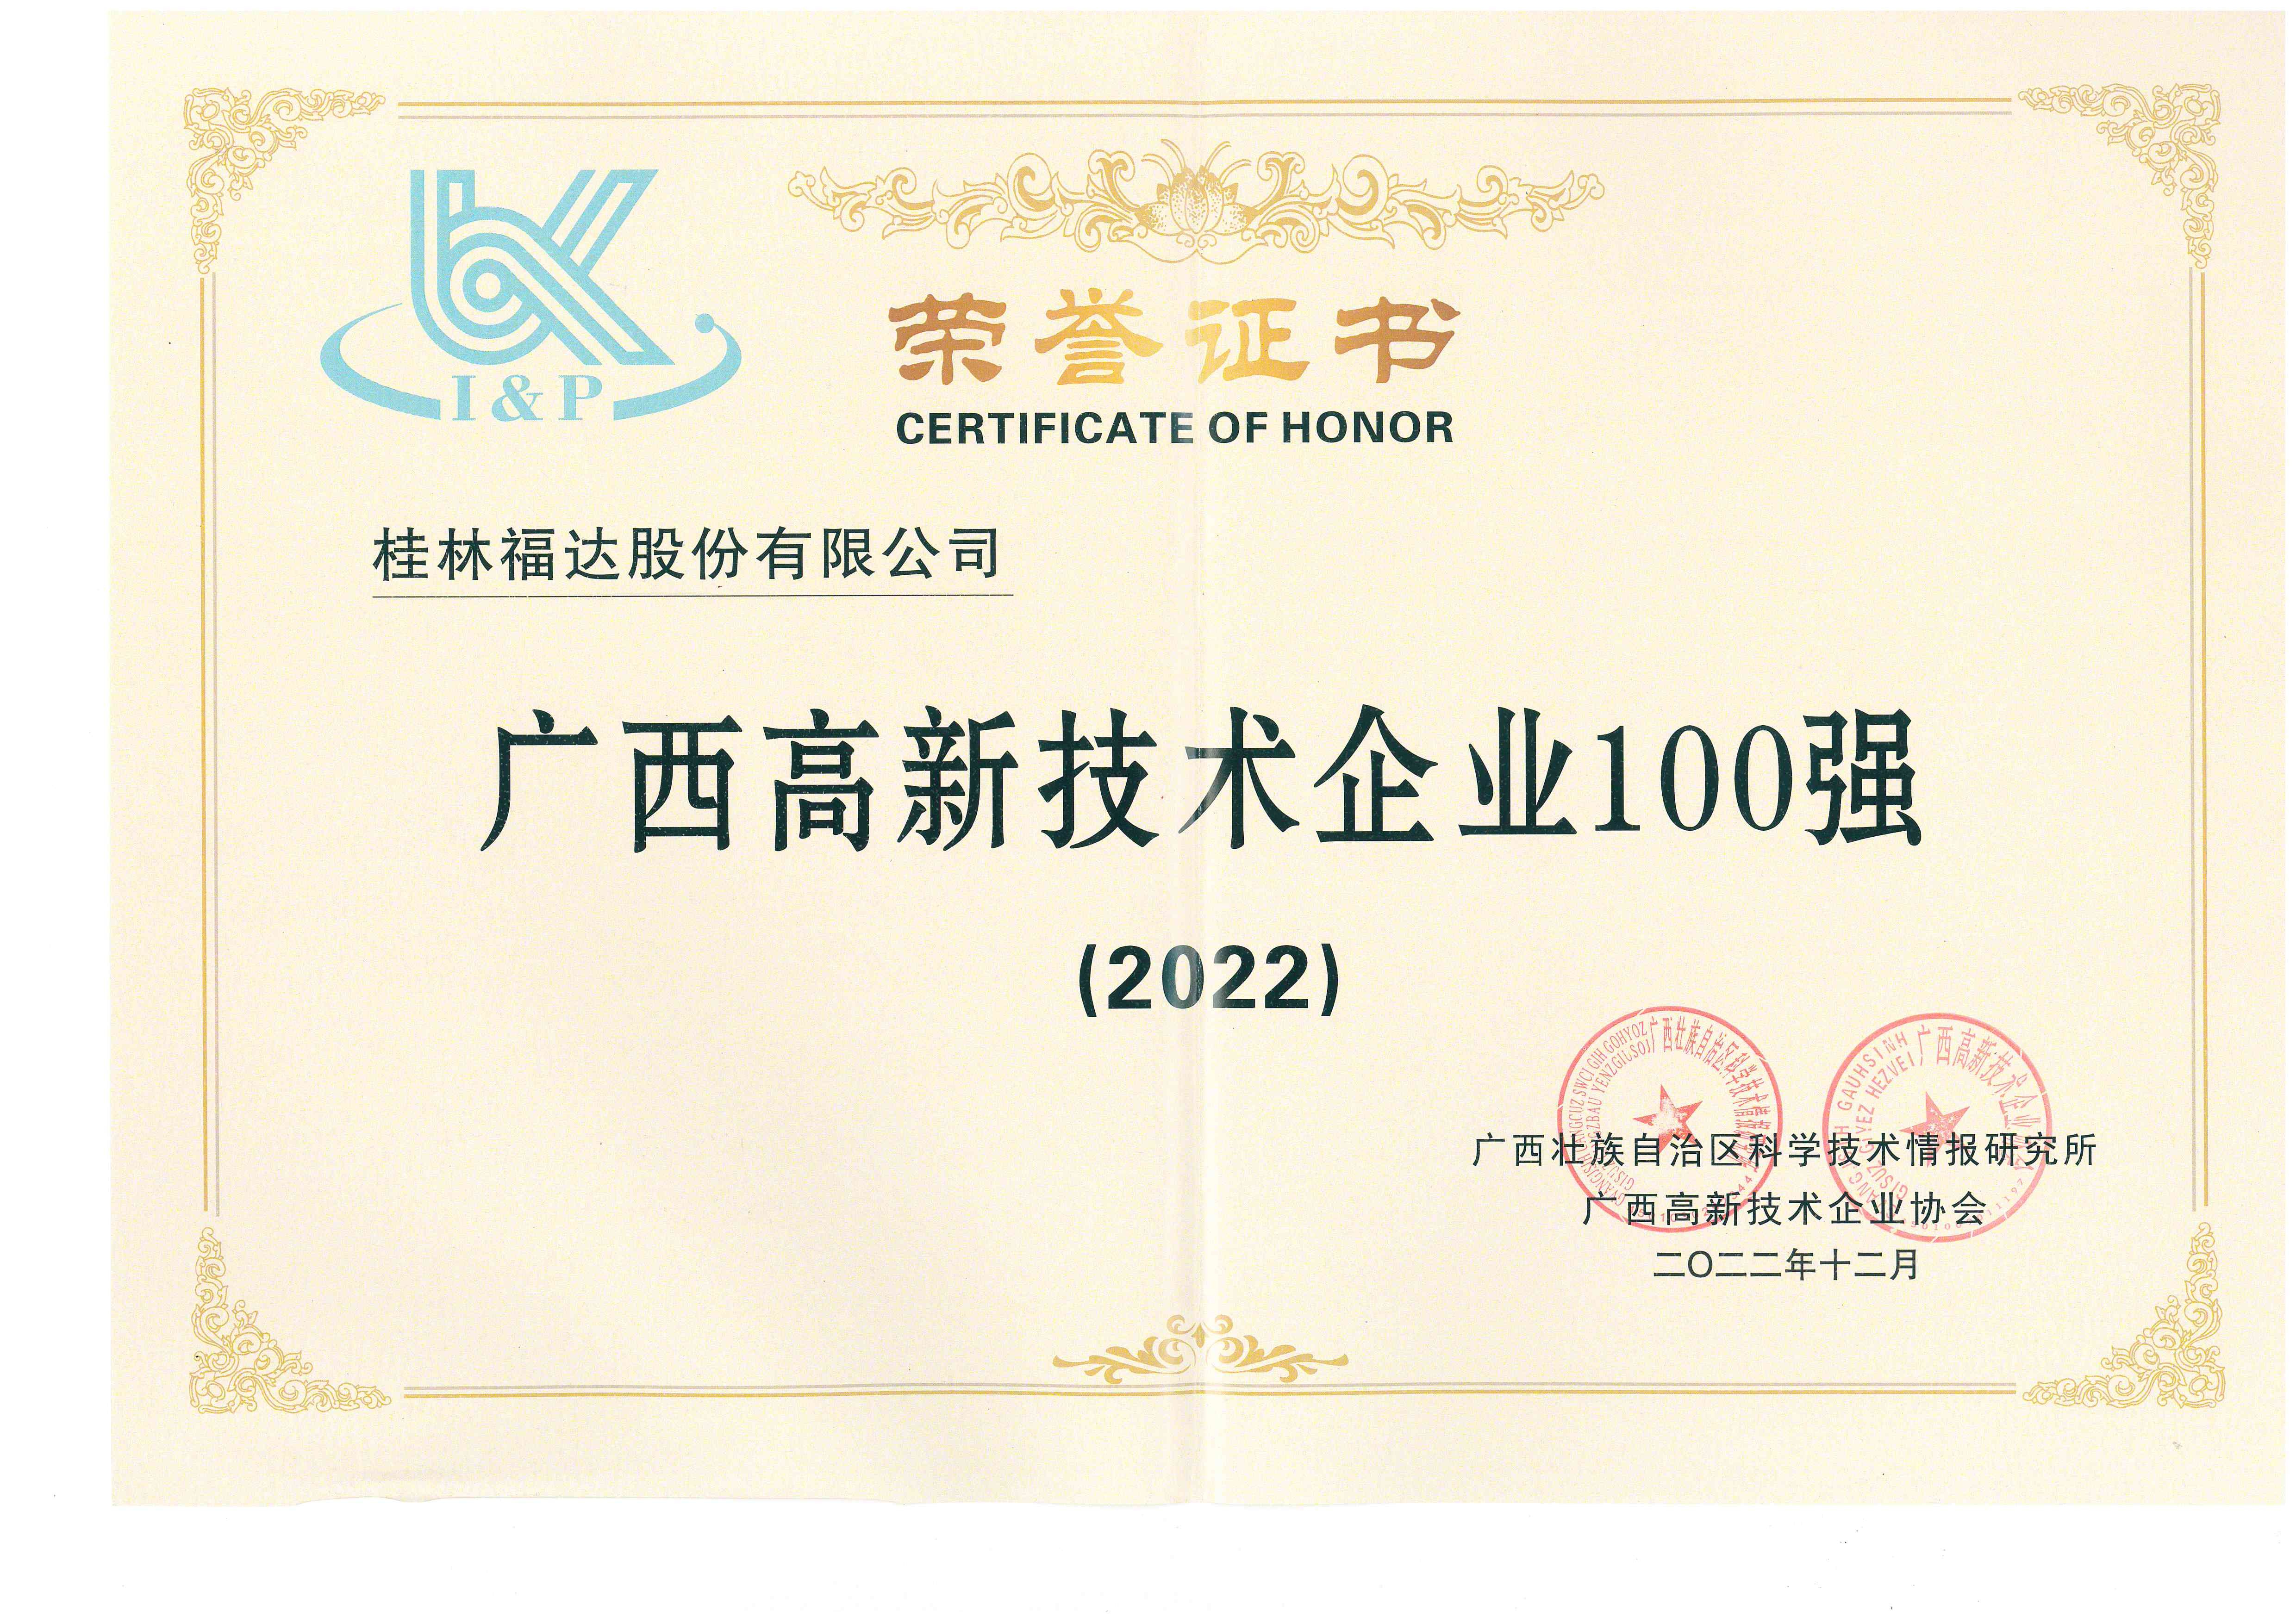 I&P
荣誉证书
CERTIFICATE OF HONOR
桂林福达股份有限公司
广西高新技术企业100强
(2022)
广西壮族自治区科学技术情报研究所
广西高新技术企业协会
二〇二二年十二月